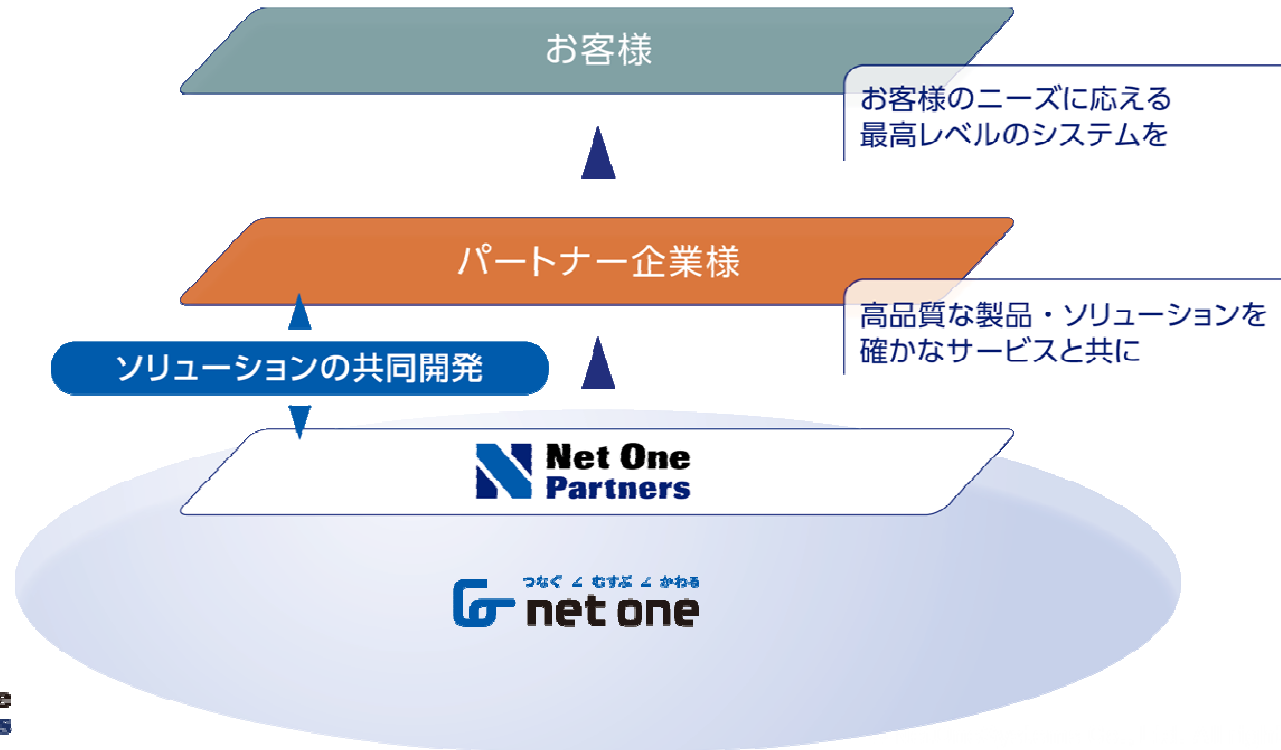 お客様
お客様のニーズに応える
最高レベルのシステムを
パートナー企業様
高品質な製品・ソリューションを
確かなサービスと共に
ソリューションの共同開発
Net One
Partners
つなぐ ∠ むすぶ ∠ かわる
net one